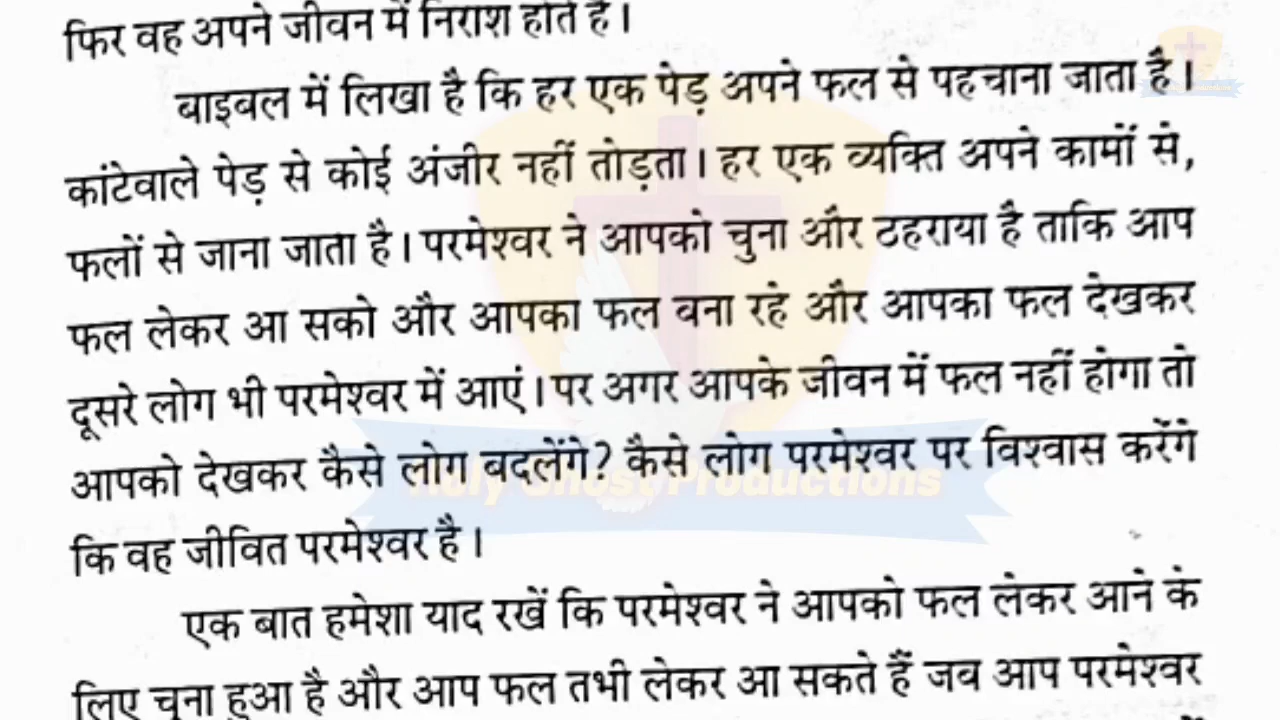 फिर वह अपने जीवन में निराश होते है।
बाइबल में लिखा है कि हर एक पेड़ अपने फल से पहचाना जाता है।
कांटेवाले पेड़ से कोई अंजीर नहीं तोड़ता। हर एक व्यक्ति अपने कामों से,
फलों से जाना जाता है। परमेश्वर ने आपको चुना और ठहराया है ताकि आप
फल लेकर आ सको और आपका फल बना रहे और आपका फल देखकर
दूसरे लोग भी परमेश्वर में आएं। पर अगर आपके जीवन में फल नहीं होगा तो
आपको देखकर कैसे लोग बदलेंगे? कैसे लोग परमेश्वर पर विश्वास करेंगे
Holy Ghost Productions
कि वह जीवित परमेश्वर है।
एक बात हमेशा याद रखें कि परमेश्वर ने आपको फल लेकर आने के
लिए चुना हुआ है और आप फल तभी लेकर आ सकते हैं जब आप परमेश्वर